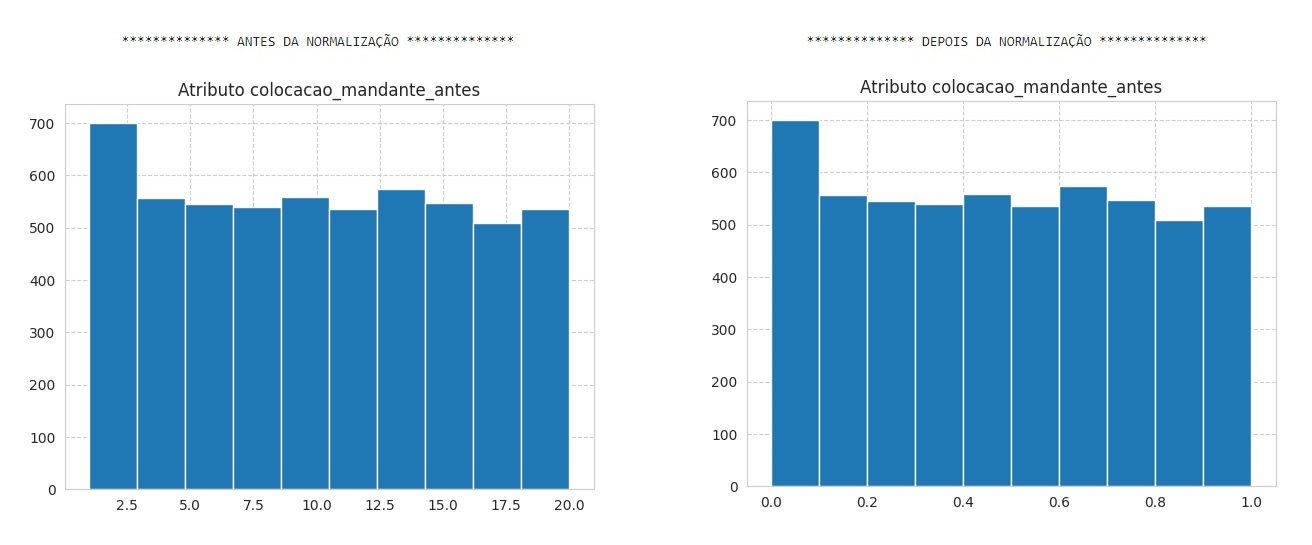 ************** ANTES DA NORMALIZAÇÃO **************
Atributo colocacao_mandante_antes
700
600
500
400
300
200
100
0
2.5 5.0 7.5 10.0 12.5 15.0 17.5 20.0
************** DEPOIS DA NORMALIZAÇÃO **************
Atributo colocacao_mandante_antes
700
600
500
400
300
200
100
0
0.0 0.2 0.4 0.6 0.8 1.0